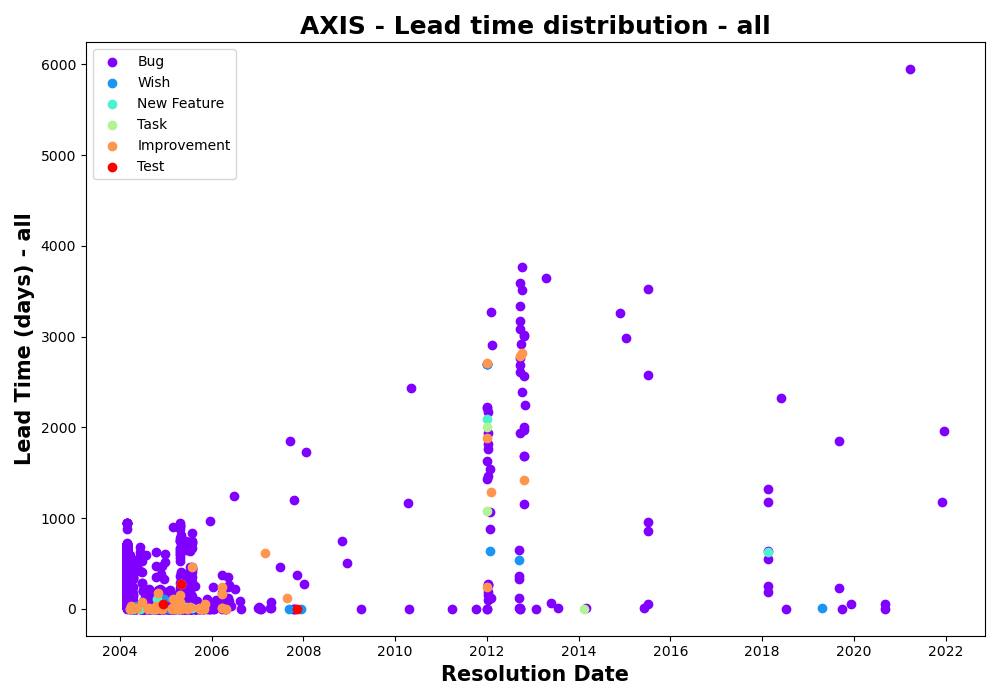 AXIS - Lead time distribution - all
Bug
Wish
New Feature
Task
Improvement
Test
6000
5000
4000
3000
2000
1000
0
Lead Time (days) - all
2004 2006 2008 2010 2012 2014 2016 2018 2020 2022
Resolution Date